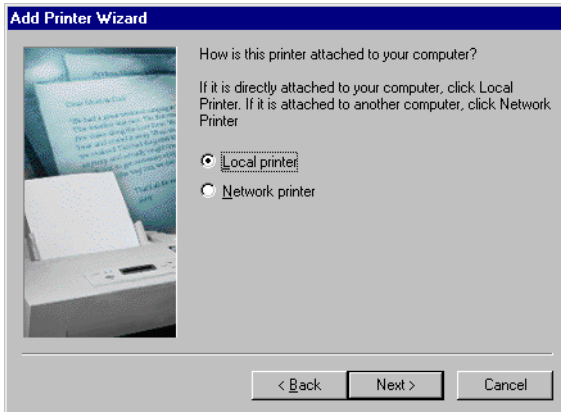 Add Printer Wizard
How is this printer attached to your computer?
If it is directly attached to your computer, click Local
Printer. If it is attached to another computer, click Network
Printer
Local printer
Network printer
< Back
Next >
Cancel